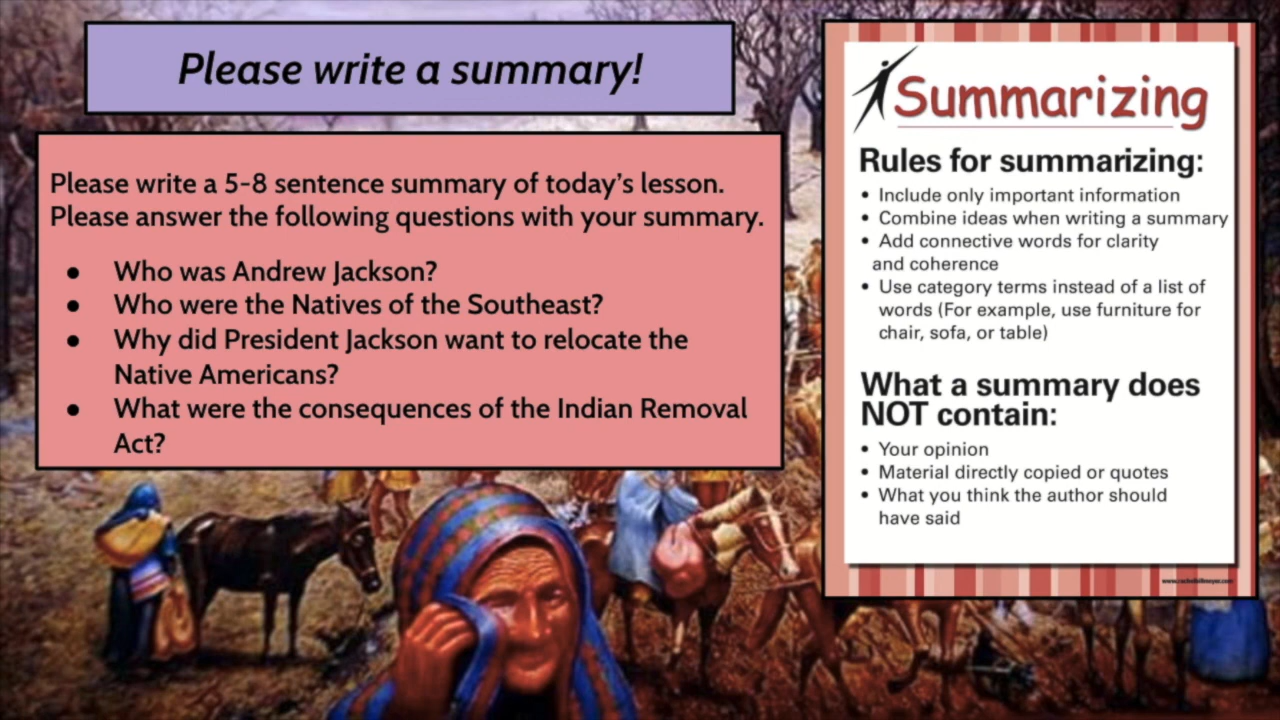 Please write a summary!
Please write a 5-8 sentence summary of today's lesson.
Please answer the following questions with your summary.
● Who was Andrew Jackson?
● Who were the Natives of the Southeast?
● Why did President Jackson want to relocate the
Native Americans?
● What were the consequences of the Indian Removal
Act?
Summarizing
Rules for summarizing:
• Include only important information
• Combine ideas when writing a summary
• Add connective words for clarity
and coherence
• Use category terms instead of a list of
words (For example, use furniture for
chair, sofa, or table)
What a summary does
NOT contain:
• Your opinion
• Material directly copied or quotes
• What you think the author should
have said